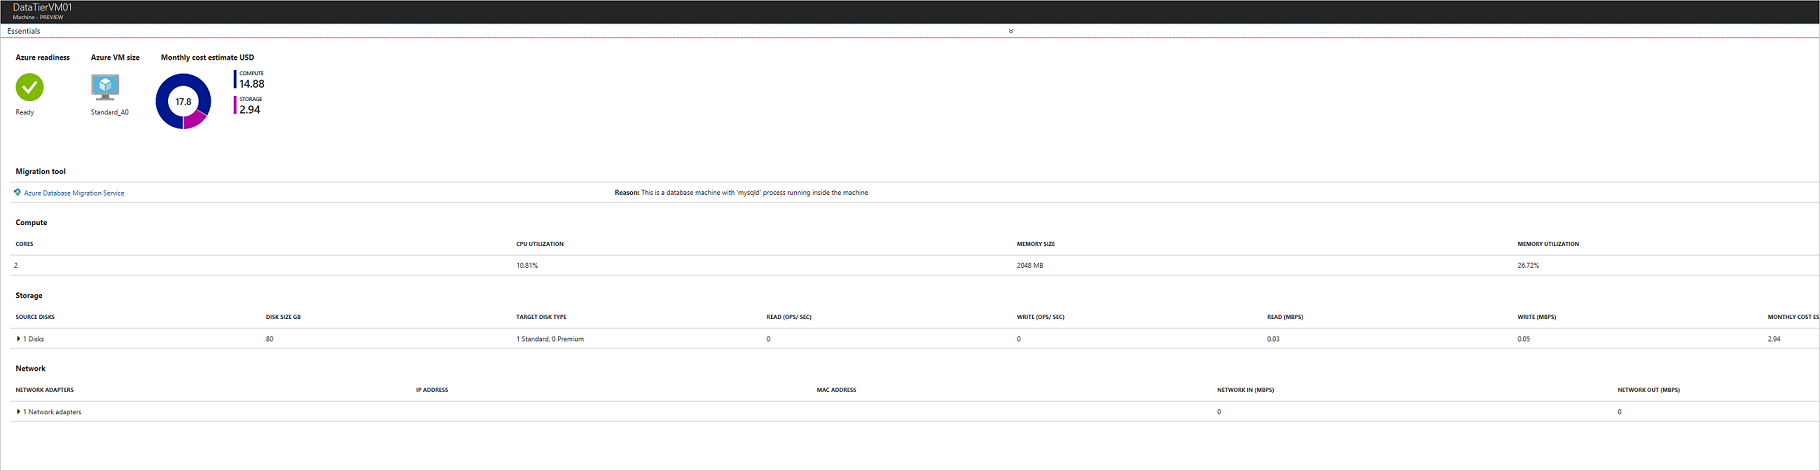 DataTierVM01
Machine - PREVIEW
Essentials
Azure readiness Azure VM size Monthly cost estimate USD
Ready
Standard_A0
17.8
COMPUTE
14.88
STORAGE
2.94
Migration tool
Azure Database Migration Service Reason: This is a database machine with 'mysqld' process running inside the machine
Compute
CORES CPU UTILIZATION MEMORY SIZE MEMORY UTILIZATION
2 10.81% 2048 MB 26.72%
Storage
SOURCE DISKS DISK SIZE GB TARGET DISK TYPE READ (OPS/ SEC) WRITE (OPS/ SEC) READ (MBPS) WRITE (MBPS) MONTHLY COST ES
1 Disks 80 1 Standard, 0 Premium 0 0 0.03 0.05 2.94
Network
NETWORK ADAPTERS IP ADDRESS MAC ADDRESS NETWORK IN (MBPS) NETWORK OUT (MBPS)
1 Network adapters 0 0